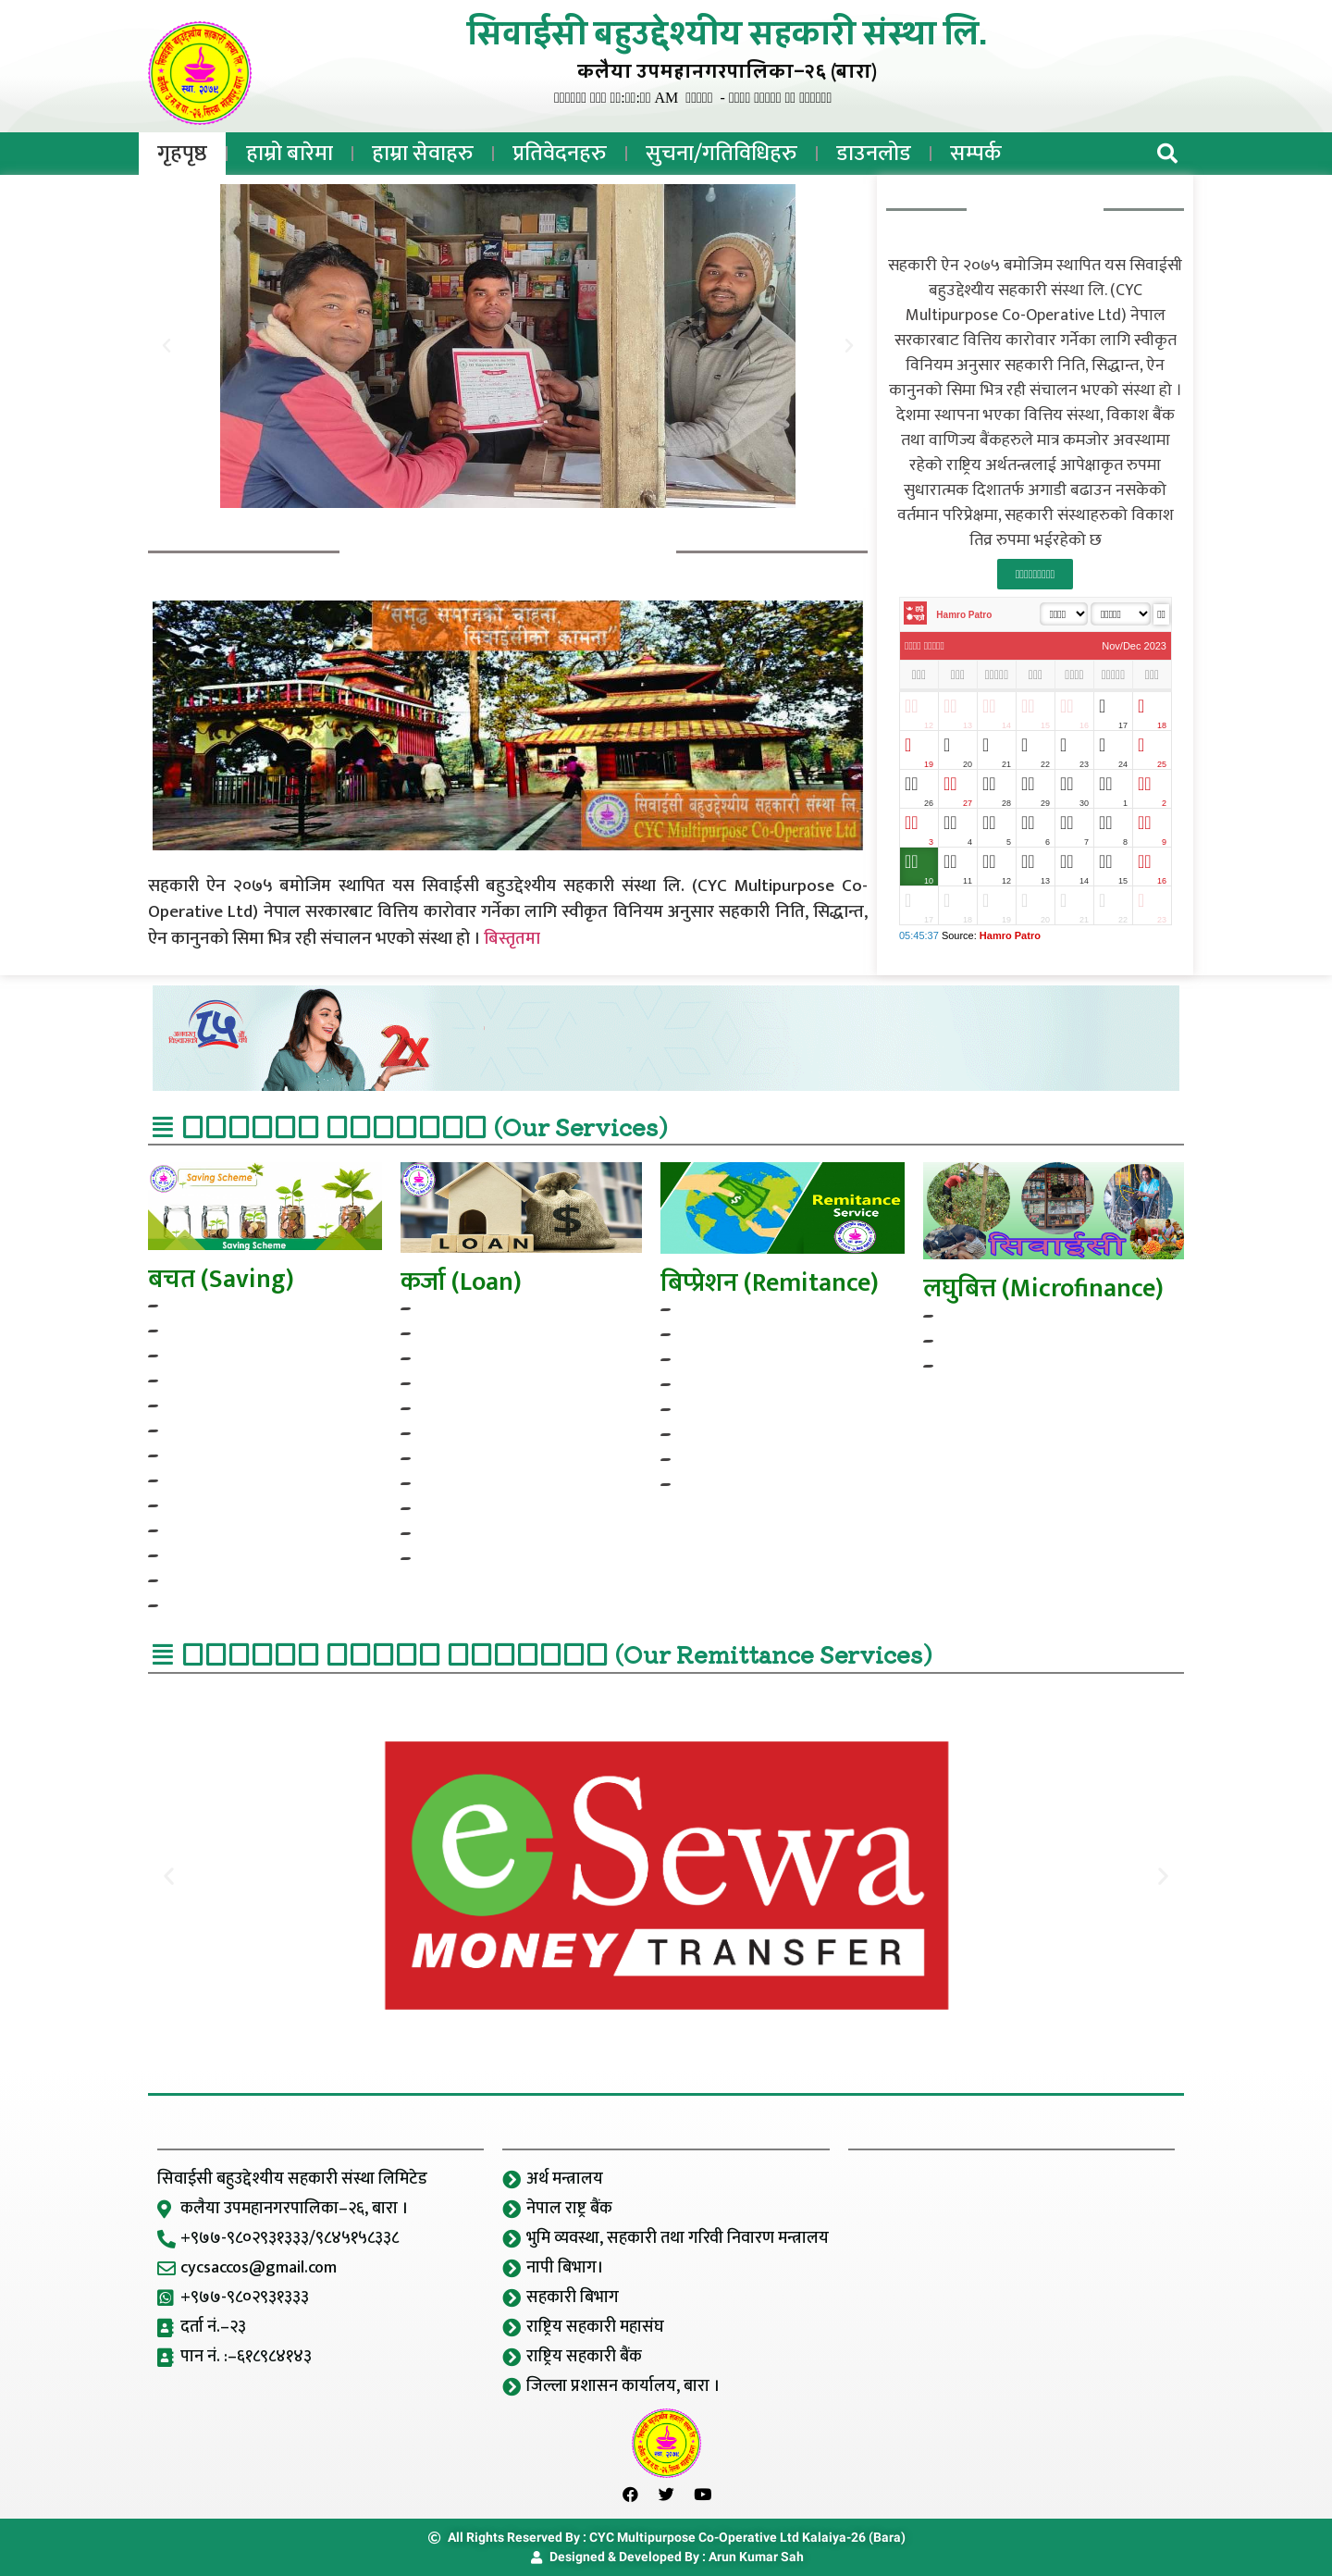 सिवाईसी बहुउद्देश्यीय सहकारी संस्था लि.
कलैया उपमहानगरपालिका–२६ (बारा)
AM
गृहपृष्ठ
हाम्रो बारेमा
हाम्रा सेवाहरु
प्रतिवेदनहरु
सुचना/गतिविधिहरु
डाउनलोड
सम्पर्क
सहकारी ऐन २०७५ बमोजिम स्थापित यस सिवाईसी
बहुउद्देश्यीय सहकारी संस्था लि. (CYC
Multipurpose Co-Operative Ltd) नेपाल
सरकारबाट वित्तिय कारोवार गर्नेका लागि स्वीकृत
विनियम अनुसार सहकारी निति, सिद्धान्त, ऐन
कानुनको सिमा भित्र रही संचालन भएको संस्था हो ।
देशमा स्थापना भएका वित्तिय संस्था, विकाश बैंक
तथा वाणिज्य बैंकहरुले मात्र कमजोर अवस्थामा
रहेको राष्ट्रिय अर्थतन्त्रलाई आपेक्षाकृत रुपमा
सुधारात्मक दिशातर्फ अगाडी बढाउन नसकेको
वर्तमान परिप्रेक्षमा, सहकारी संस्थाहरुको विकाश
तिव्र रुपमा भईरहेको छ
Hamro Patro
Nov/Dec 2023
12 13 14 15 16 17 18
19 20 21 22 23 24 25
26 27 28 29 30 1 2
3 4 5 6 7 8 9
10 11 12 13 14 15 16
17 18 19 20 21 22 23
05:45:37 Source: Hamro Patro
“समृद्ध समाजको चाहना,
सिवाईसीको कामना”
सिवाईसी बहुउद्देश्यीय सहकारी संस्था लि.
CYC Multipurpose Co-Operative Ltd
सहकारी ऐन २०७५ बमोजिम स्थापित यस सिवाईसी बहुउद्देश्यीय सहकारी संस्था लि. (CYC Multipurpose Co-
Operative Ltd) नेपाल सरकारबाट वित्तिय कारोवार गर्नेका लागि स्वीकृत विनियम अनुसार सहकारी निति, सिद्धान्त,
ऐन कानुनको सिमा भित्र रही संचालन भएको संस्था हो । बिस्तृतमा
2x
(Our Services)
Saving Scheme
Saving Scheme
बचत (Saving)
LOAN
कर्जा (Loan)
Remitance
Service
बिप्रेशन (Remitance)
सिबाईसी
लघुबित्त (Microfinance)
(Our Remittance Services)
e-Sewa
MONEY TRANSFER
सिवाईसी बहुउद्देश्यीय सहकारी संस्था लिमिटेड
कलैया उपमहानगरपालिका–२६, बारा ।
+९७७-९८०२९३१३३३/९८४५१५८३३८
cycsaccos@gmail.com
+९७७-९८०२९३१३३३
दर्ता नं.–२३
पान नं. :–६१८९८४१४३
अर्थ मन्त्रालय
नेपाल राष्ट्र बैंक
भुमि व्यवस्था, सहकारी तथा गरिवी निवारण मन्त्रालय
नापी बिभाग।
सहकारी बिभाग
राष्ट्रिय सहकारी महासंघ
राष्ट्रिय सहकारी बैंक
जिल्ला प्रशासन कार्यालय, बारा ।
All Rights Reserved By : CYC Multipurpose Co-Operative Ltd Kalaiya-26 (Bara)
Designed & Developed By : Arun Kumar Sah